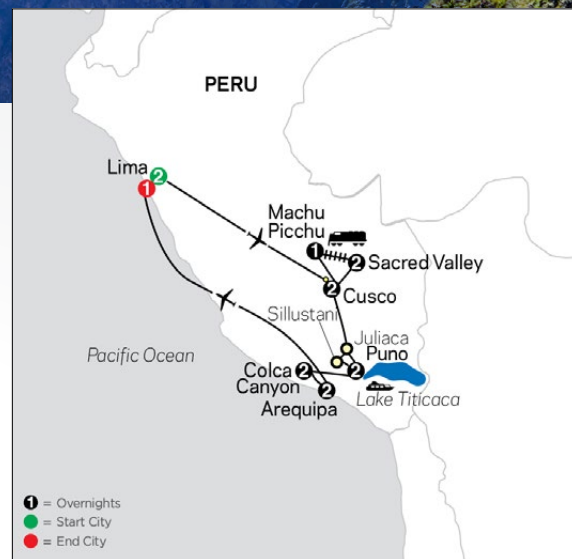 PERU
Lima
2
1
Machu
Picchu
1
2
Sacred Valley
2
Cusco
Sillustani
Juliaca
Puno
Pacific Ocean
Colca
Canyon
2
2
Lake Titicaca
Arequipa
2
1 = Overnights
= Start City
= End City